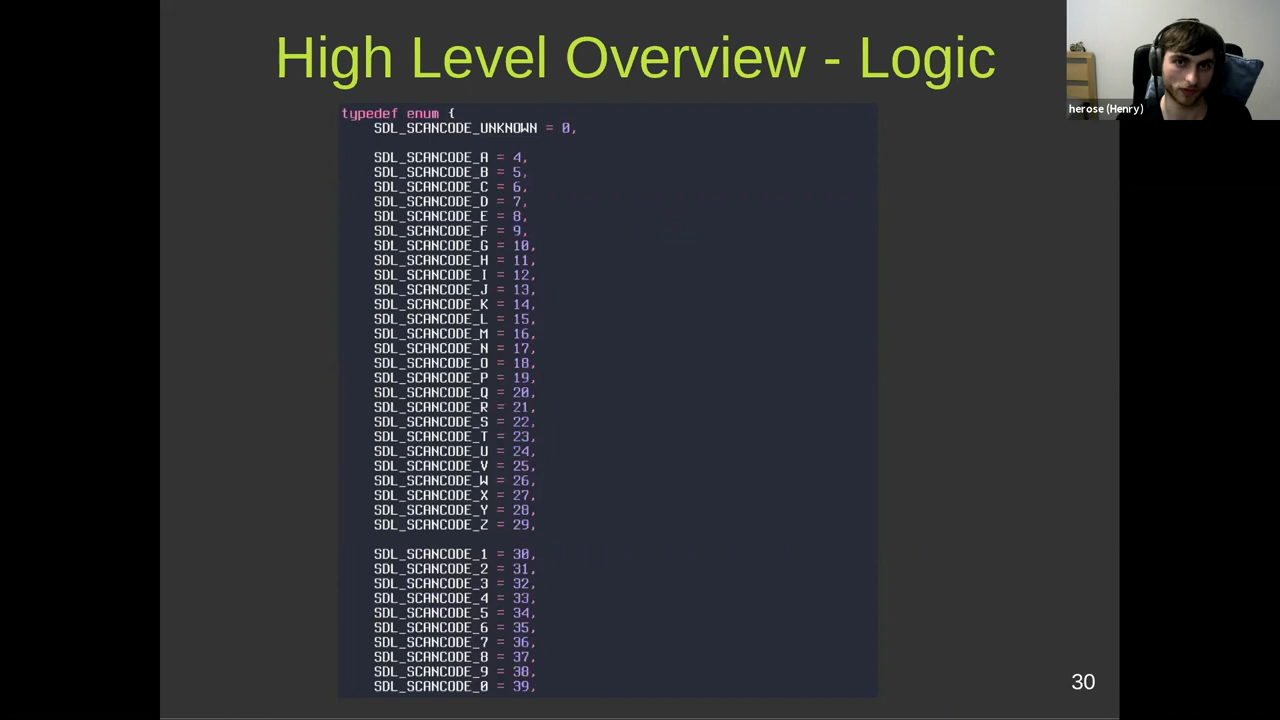 High Level Overview - Logic
herose (Henry)
typedef enum {
SDL_SCANCODE_UNKNOWN = 0,
SDL_SCANCODE_A = 4,
SDL_SCANCODE_B = 5,
SDL_SCANCODE_C = 6,
SDL_SCANCODE_D = 7,
SDL_SCANCODE_E = 8,
SDL_SCANCODE_F = 9,
SDL_SCANCODE_G = 10,
SDL_SCANCODE_H = 11,
SDL_SCANCODE_I = 12,
SDL_SCANCODE_J = 13,
SDL_SCANCODE_K = 14,
SDL_SCANCODE_L = 15,
SDL_SCANCODE_M = 16,
SDL_SCANCODE_N = 17,
SDL_SCANCODE_O = 18,
SDL_SCANCODE_P = 19,
SDL_SCANCODE_Q = 20,
SDL_SCANCODE_R = 21,
SDL_SCANCODE_S = 22,
SDL_SCANCODE_T = 23,
SDL_SCANCODE_U = 24,
SDL_SCANCODE_V = 25,
SDL_SCANCODE_W = 26,
SDL_SCANCODE_X = 27,
SDL_SCANCODE_Y = 28,
SDL_SCANCODE_Z = 29,
SDL_SCANCODE_1 = 30,
SDL_SCANCODE_2 = 31,
SDL_SCANCODE_3 = 32,
SDL_SCANCODE_4 = 33,
SDL_SCANCODE_5 = 34,
SDL_SCANCODE_6 = 35,
SDL_SCANCODE_7 = 36,
SDL_SCANCODE_8 = 37,
SDL_SCANCODE_9 = 38,
SDL_SCANCODE_0 = 39,
30